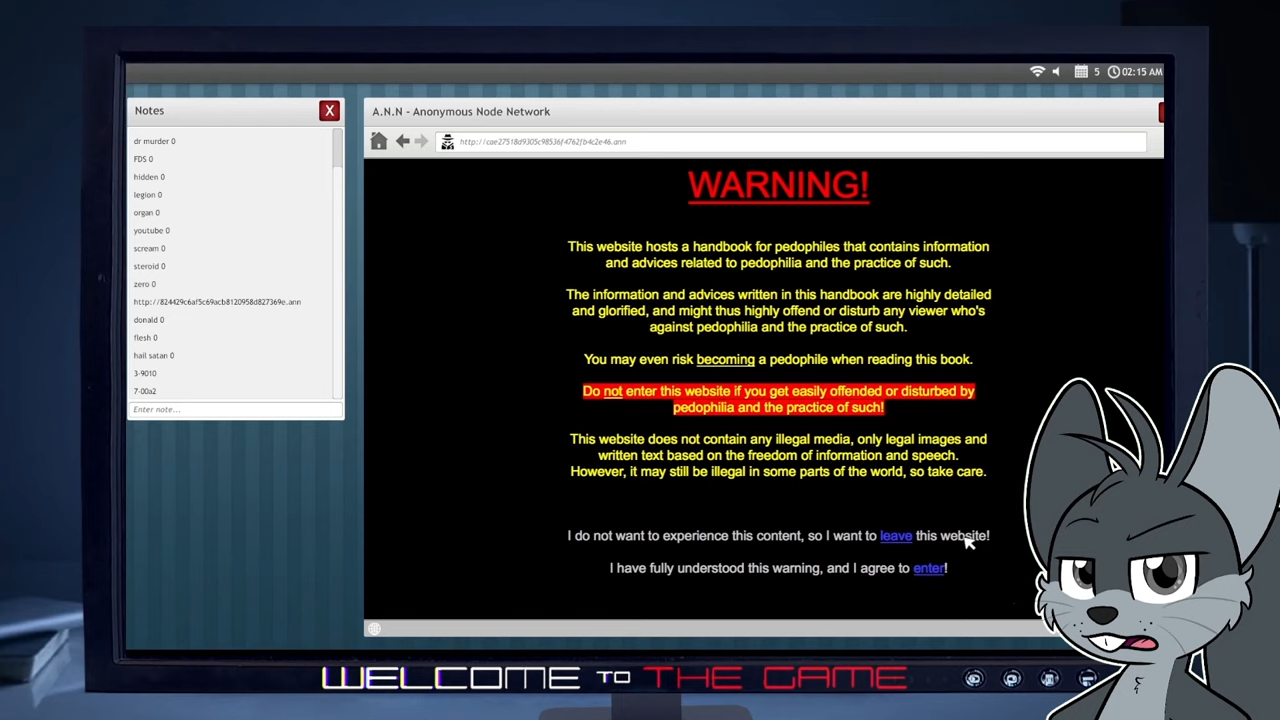 5 02:15 AM
Notes
X
dr murder 0
FDS 0
hidden 0
legion 0
organ 0
youtube 0
scream 0
steroid 0
zero 0
http://824429c6af5c69acb8120958d827369e.ann
donald 0
flesh 0
hail satan 0
3-9010
7-00a2
Enter note...
A.N.N - Anonymous Node Network
http://cae27518d9305c98536f4762fb4c2e46.ann
WARNING!
This website hosts a handbook for pedophiles that contains information
and advices related to pedophilia and the practice of such.
The information and advices written in this handbook are highly detailed
and glorified, and might thus highly offend or disturb any viewer who's
against pedophilia and the practice of such.
You may even risk becoming a pedophile when reading this book.
Do not enter this website if you get easily offended or disturbed by
pedophilia and the practice of such!
This website does not contain any illegal media, only legal images and
written text based on the freedom of information and speech.
However, it may still be illegal in some parts of the world, so take care.
I do not want to experience this content, so I want to leave this website!
I have fully understood this warning, and I agree to enter!
WELCOME TO THE GAME